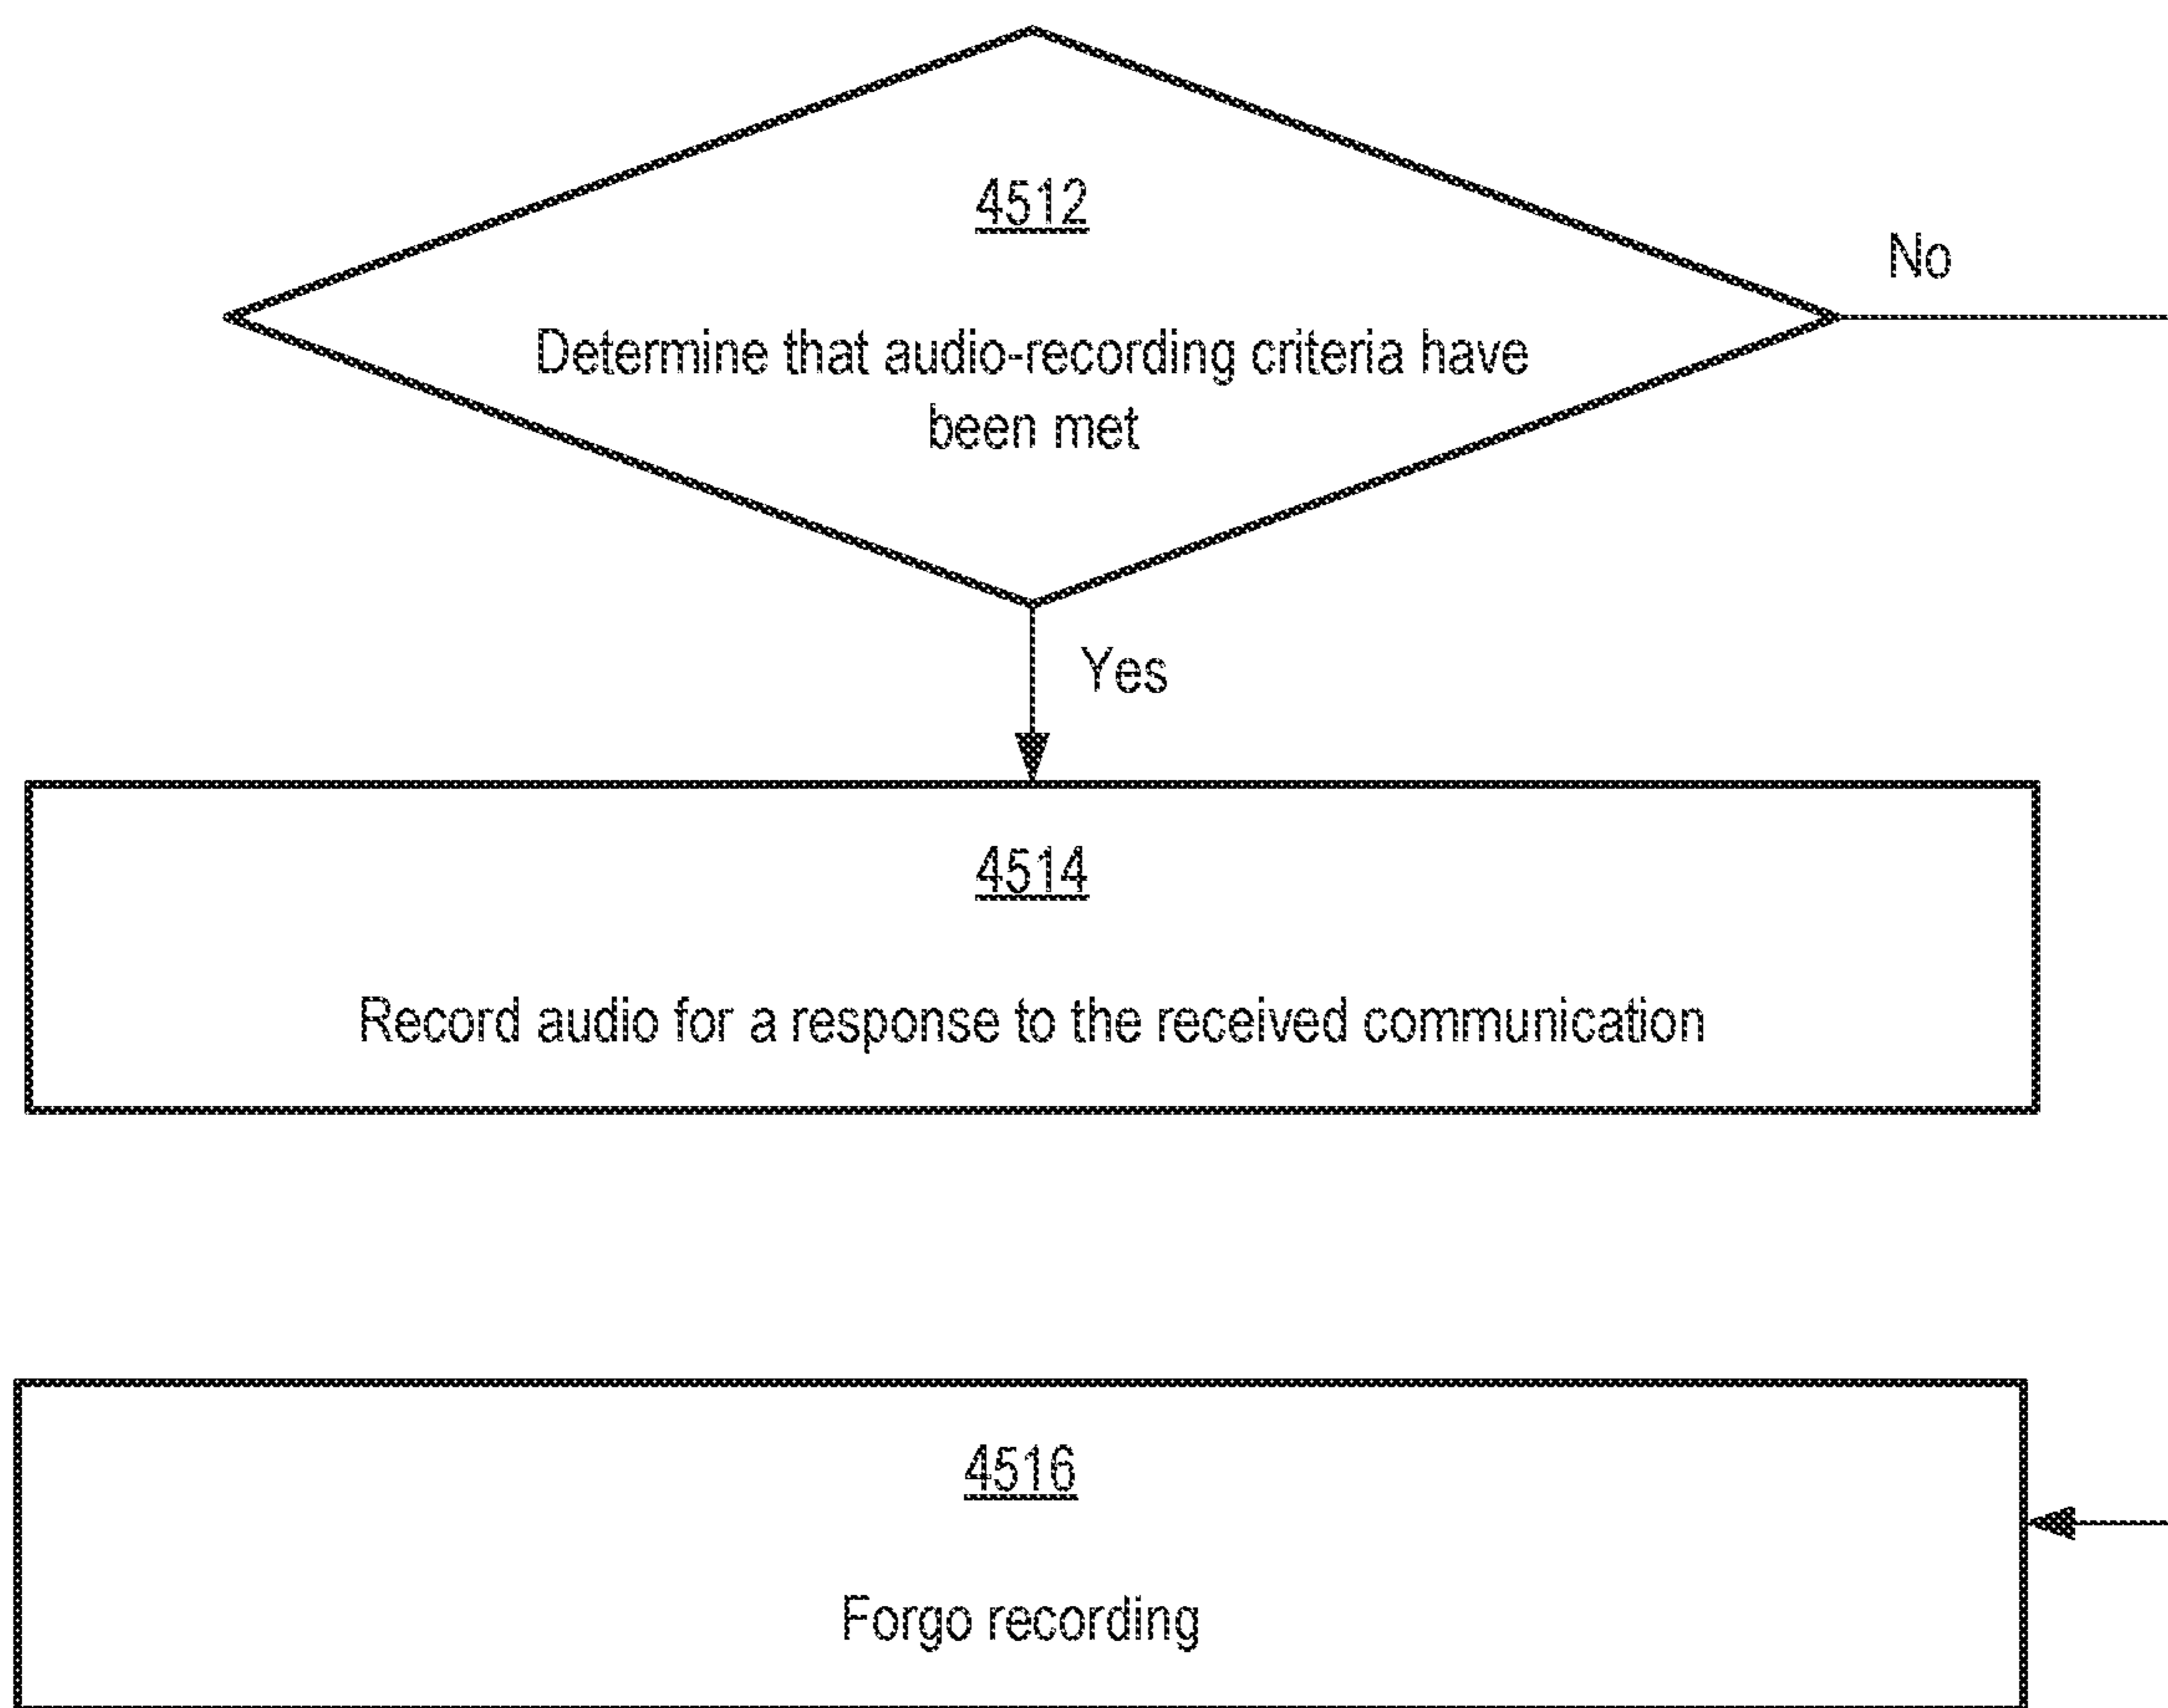 4512
No
Determine that audio-recording criteria have
been met
Yes
4514
Record audio for a response to the received communication
4516
Forgo recording